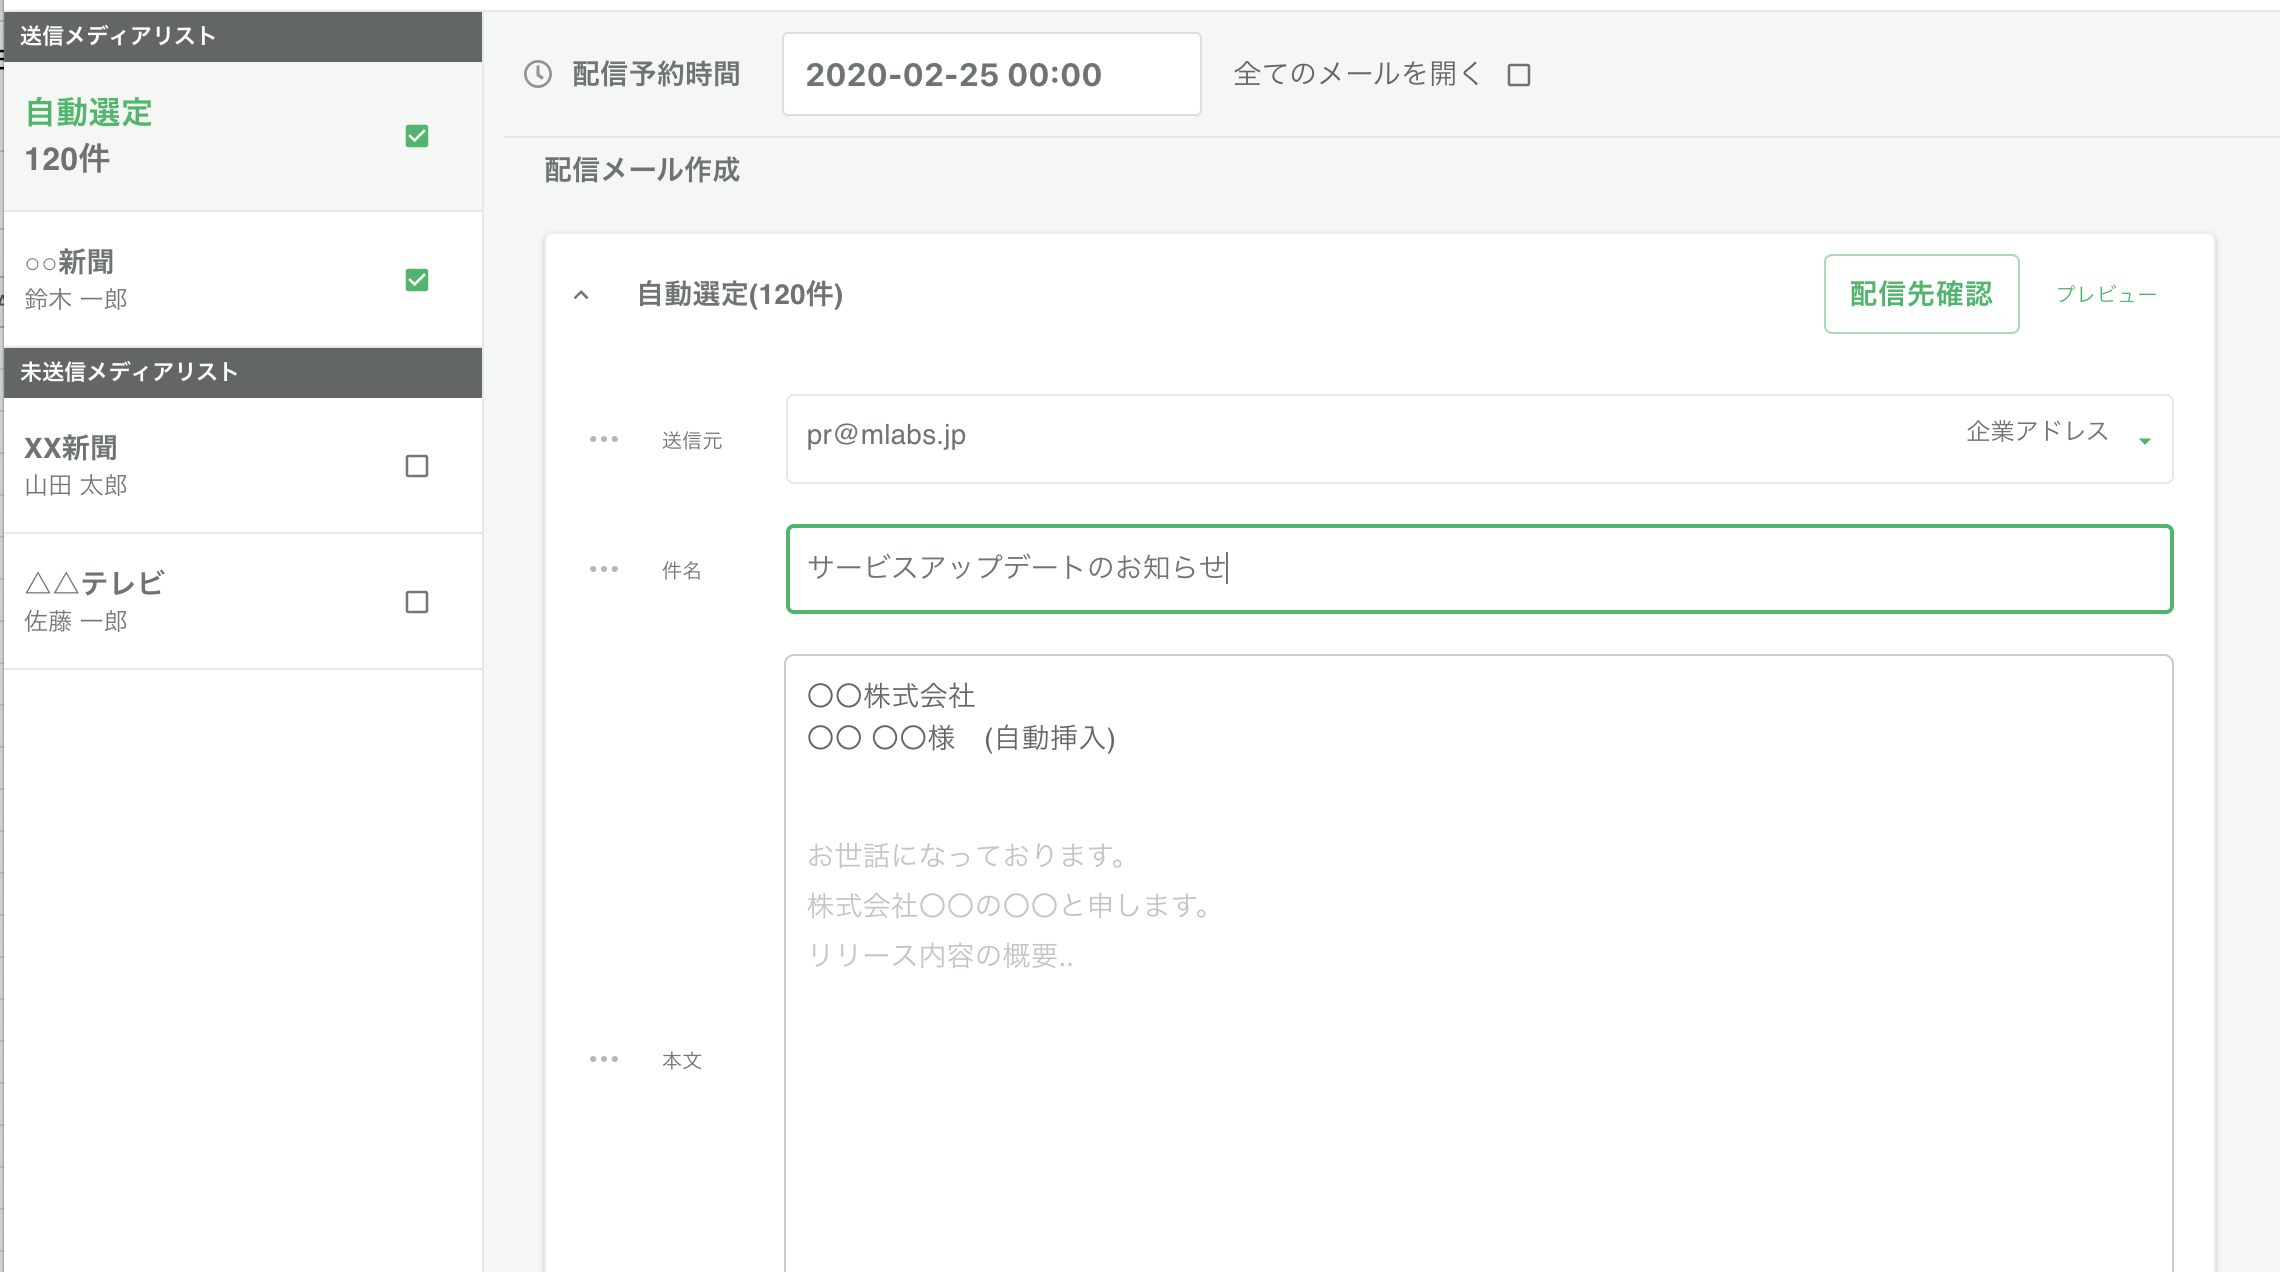 送信メディアリスト
自動選定
120件
○○新聞
鈴木 一郎
未送信メディアリスト
XX新聞
山田 太郎
△△テレビ
佐藤 一郎
配信予約時間 2020-02-25 00:00 全てのメールを開く
配信メール作成
自動選定(120件) 配信先確認 プレビュー
送信元 pr@mlabs.jp 企業アドレス
件名 サービスアップデートのお知らせ
〇〇株式会社
〇〇 〇〇様　(自動挿入)
お世話になっております。
株式会社〇〇の〇〇と申します。
リリース内容の概要..
本文